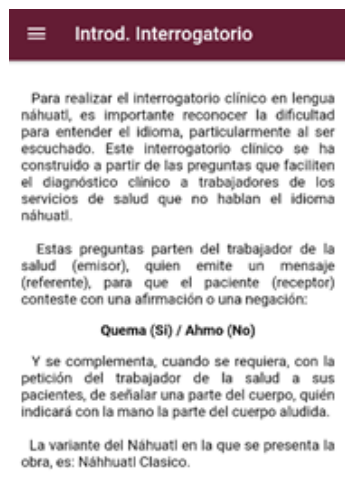 Introd. Interrogatorio
Para realizar el interrogatorio clínico en lengua
náhuatl, es importante reconocer la dificultad
para entender el idioma, particularmente al ser
escuchado. Este interrogatorio clínico se ha
construido a partir de las preguntas que faciliten
el diagnóstico clínico a trabajadores de los
servicios de salud que no hablan el idioma
náhuatl.
Estas preguntas parten del trabajador de la
salud (emisor), quien emite un mensaje
(referente), para que el paciente (receptor)
conteste con una afirmación o una negación:
Quema (Si) / Ahmo (No)
Y se complementa, cuando se requiera, con la
petición del trabajador de la salud a sus
pacientes, de señalar una parte del cuerpo, quién
indicará con la mano la parte del cuerpo aludida.
La variante del Náhuatl en la que se presenta la
obra, es: Náhhuatl Clasico.